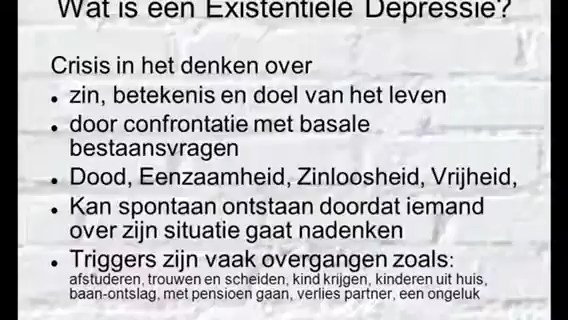 Wat is een Existentiele Depressie?
Crisis in het denken over
• zin, betekenis en doel van het leven
• door confrontatie met basale
bestaansvragen
• Dood, Eenzaamheid, Zinloosheid, Vrijheid,
• Kan spontaan ontstaan doordat iemand
over zijn situatie gaat nadenken
• Triggers zijn vaak overgangen zoals:
afstuderen, trouwen en scheiden, kind krijgen, kinderen uit huis,
baan-ontslag, met pensioen gaan, verlies partner, een ongeluk